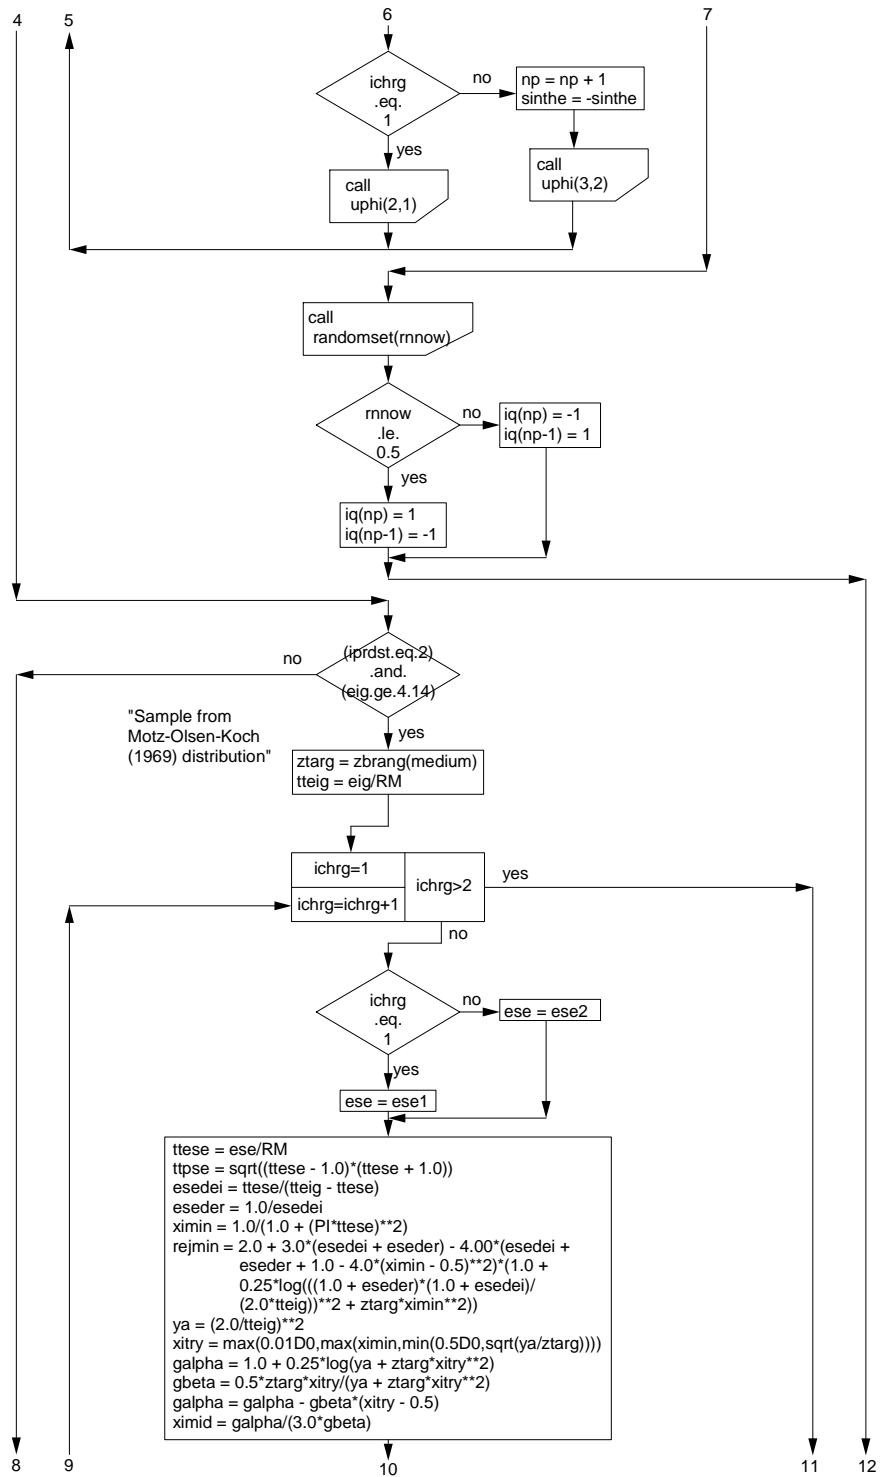 4
5
6
7
ichrg
.eq.
1
no
np = np + 1
sinthe = -sinthe
yes
call
uphi(2,1)
call
uphi(3,2)
call
randomset(rnnow)
rnnow
.le.
0.5
no
iq(np) = -1
iq(np-1) = 1
yes
iq(np) = 1
iq(np-1) = -1
(iprdst.eq.2)
.and.
(eig.ge.4.14)
no
yes
"Sample from
Motz-Olsen-Koch
(1969) distribution"
ztarg = zbrang(medium)
tteig = eig/RM
ichrg=1
ichrg=ichrg+1
ichrg>2
yes
no
ichrg
.eq.
1
no
ese = ese2
yes
ese = ese1
ttese = ese/RM
ttpse = sqrt((ttese - 1.0)*(ttese + 1.0))
esedei = ttese/(tteig - ttese)
eseder = 1.0/esedei
ximin = 1.0/(1.0 + (PI*ttese)**2)
rejmin = 2.0 + 3.0*(esedei + eseder) - 4.00*(esedei +
eseder + 1.0 - 4.0*(ximin - 0.5)**2)*(1.0 +
0.25*log(((1.0 + eseder)*(1.0 + esedei)/
(2.0*tteig))**2 + ztarg*ximin**2))
ya = (2.0/tteig)**2
xitry = max(0.01D0,max(ximin,min(0.5D0,sqrt(ya/ztarg))))
galpha = 1.0 + 0.25*log(ya + ztarg*xitry**2)
gbeta = 0.5*ztarg*xitry/(ya + ztarg*xitry**2)
galpha = galpha - gbeta*(xitry - 0.5)
ximid = galpha/(3.0*gbeta)
8
9
10
11
12